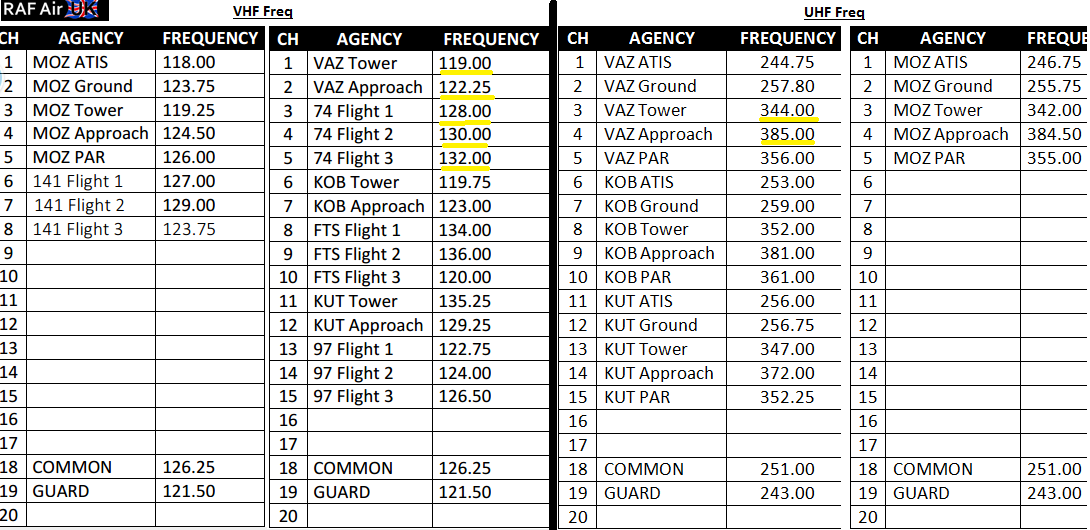 RAF Air UK VHF Freq UHF Freq
CH AGENCY FREQUENCY CH AGENCY FREQUENCY CH AGENCY FREQUENCY CH AGENCY FREQUE
1 MOZ ATIS 118.00 1 VAZ Tower 119.00 1 VAZ ATIS 244.75 1 MOZ ATIS 246.75
2 MOZ Ground 123.75 2 VAZ Approach 122.25 2 VAZ Ground 257.80 2 MOZ Ground 255.75
3 MOZ Tower 119.25 3 74 Flight 1 128.00 3 VAZ Tower 344.00 3 MOZ Tower 342.00
4 MOZ Approach 124.50 4 74 Flight 2 130.00 4 VAZ Approach 385.00 4 MOZ Approach 384.50
5 MOZ PAR 126.00 5 74 Flight 3 132.00 5 VAZ PAR 356.00 5 MOZ PAR 355.00
6 141 Flight 1 127.00 6 KOB Tower 119.75 6 KOB ATIS 253.00 6
7 141 Flight 2 129.00 7 KOB Approach 123.00 7 KOB Ground 259.00 7
8 141 Flight 3 123.75 8 FTS Flight 1 134.00 8 KOB Tower 352.00 8
9 9 FTS Flight 2 136.00 9 KOB Approach 381.00 9
10 10 FTS Flight 3 120.00 10 KOB PAR 361.00 10
11 11 KUT Tower 135.25 11 KUT ATIS 256.00 11
12 12 KUT Approach 129.25 12 KUT Ground 256.75 12
13 13 97 Flight 1 122.75 13 KUT Tower 347.00 13
14 14 97 Flight 2 124.00 14 KUT Approach 372.00 14
15 15 97 Flight 3 126.50 15 KUT PAR 352.25 15
16 16 16 16
17 17 17 17
18 COMMON 126.25 18 COMMON 126.25 18 COMMON 251.00 18 COMMON 251.00
19 GUARD 121.50 19 GUARD 121.50 19 GUARD 243.00 19 GUARD 243.00
20 20 20 20